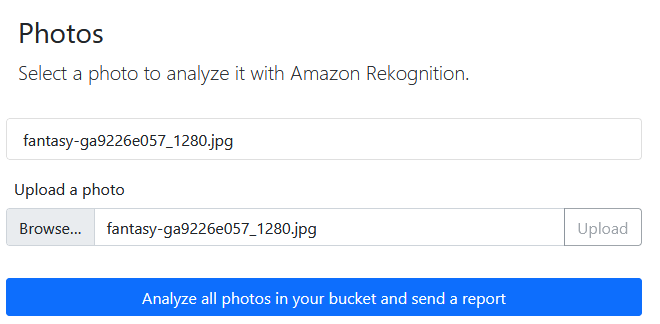 Photos
Select a photo to analyze it with Amazon Rekognition.
fantasy-ga9226e057_1280.jpg
Upload a photo
Browse... fantasy-ga9226e057_1280.jpg Upload
Analyze all photos in your bucket and send a report